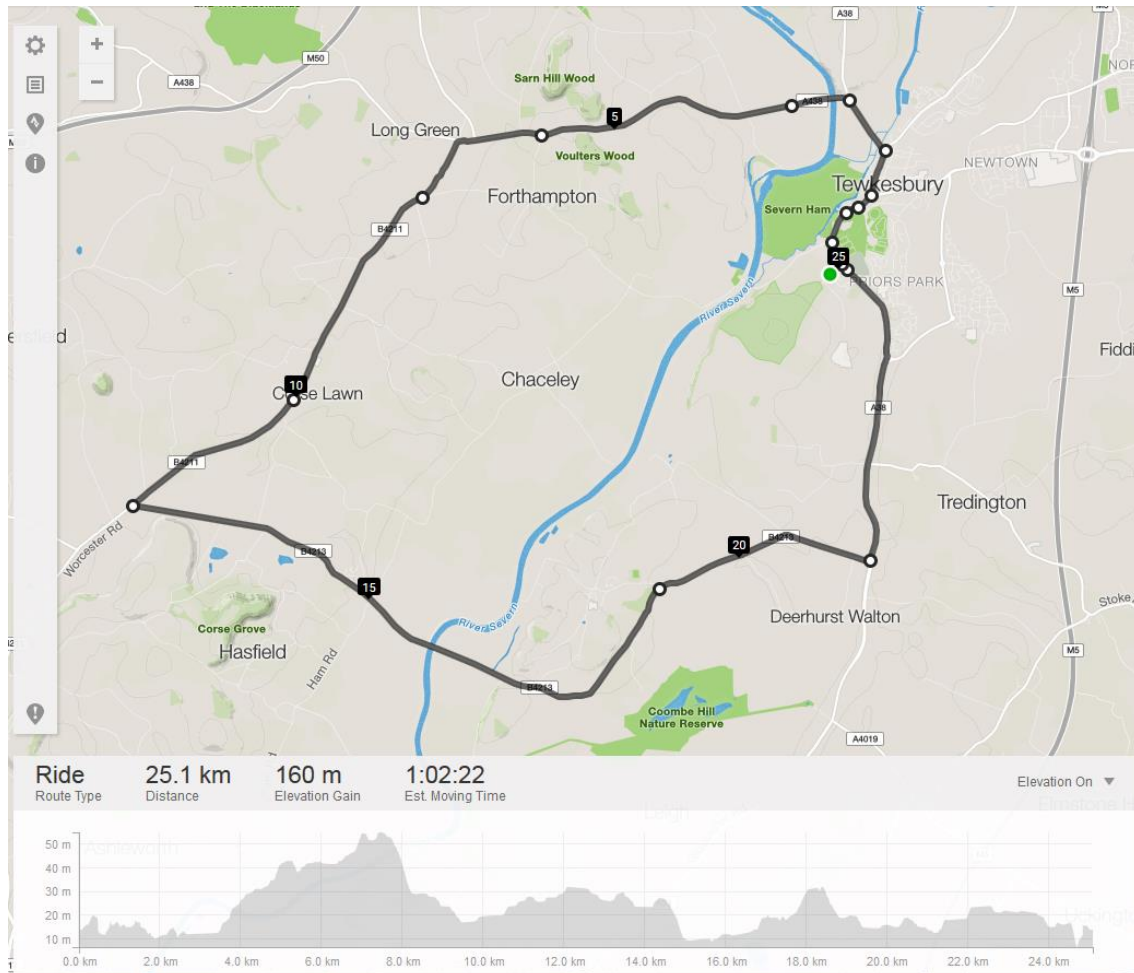 A38
M50
A438
Sarn Hill Wood
5
A438
Long Green
Voulters Wood
NEWTOWN
Tewkesbury
Forthampton
Severn Ham
B4211
25
PRIORS PARK
River Severn
M5
Chaceley
10
Corse Lawn
A38
B4211
Tredington
Worcester Rd
B4213
20
B4213
15
Stoke
River Severn
Deerhurst Walton
Corse Grove
Hasfield
Ham Rd
M5
B4213
Coombe Hill
Nature Reserve
A4019
Ride
25.1 km
160 m
1:02:22
Route Type
Distance
Elevation Gain
Est. Moving Time
Elevation On
Leigh
Ashleworth
50 m
40 m
30 m
20 m
10 m
0.0 km
2.0 km
4.0 km
6.0 km
8.0 km
10.0 km
12.0 km
14.0 km
16.0 km
18.0 km
20.0 km
22.0 km
24.0 km